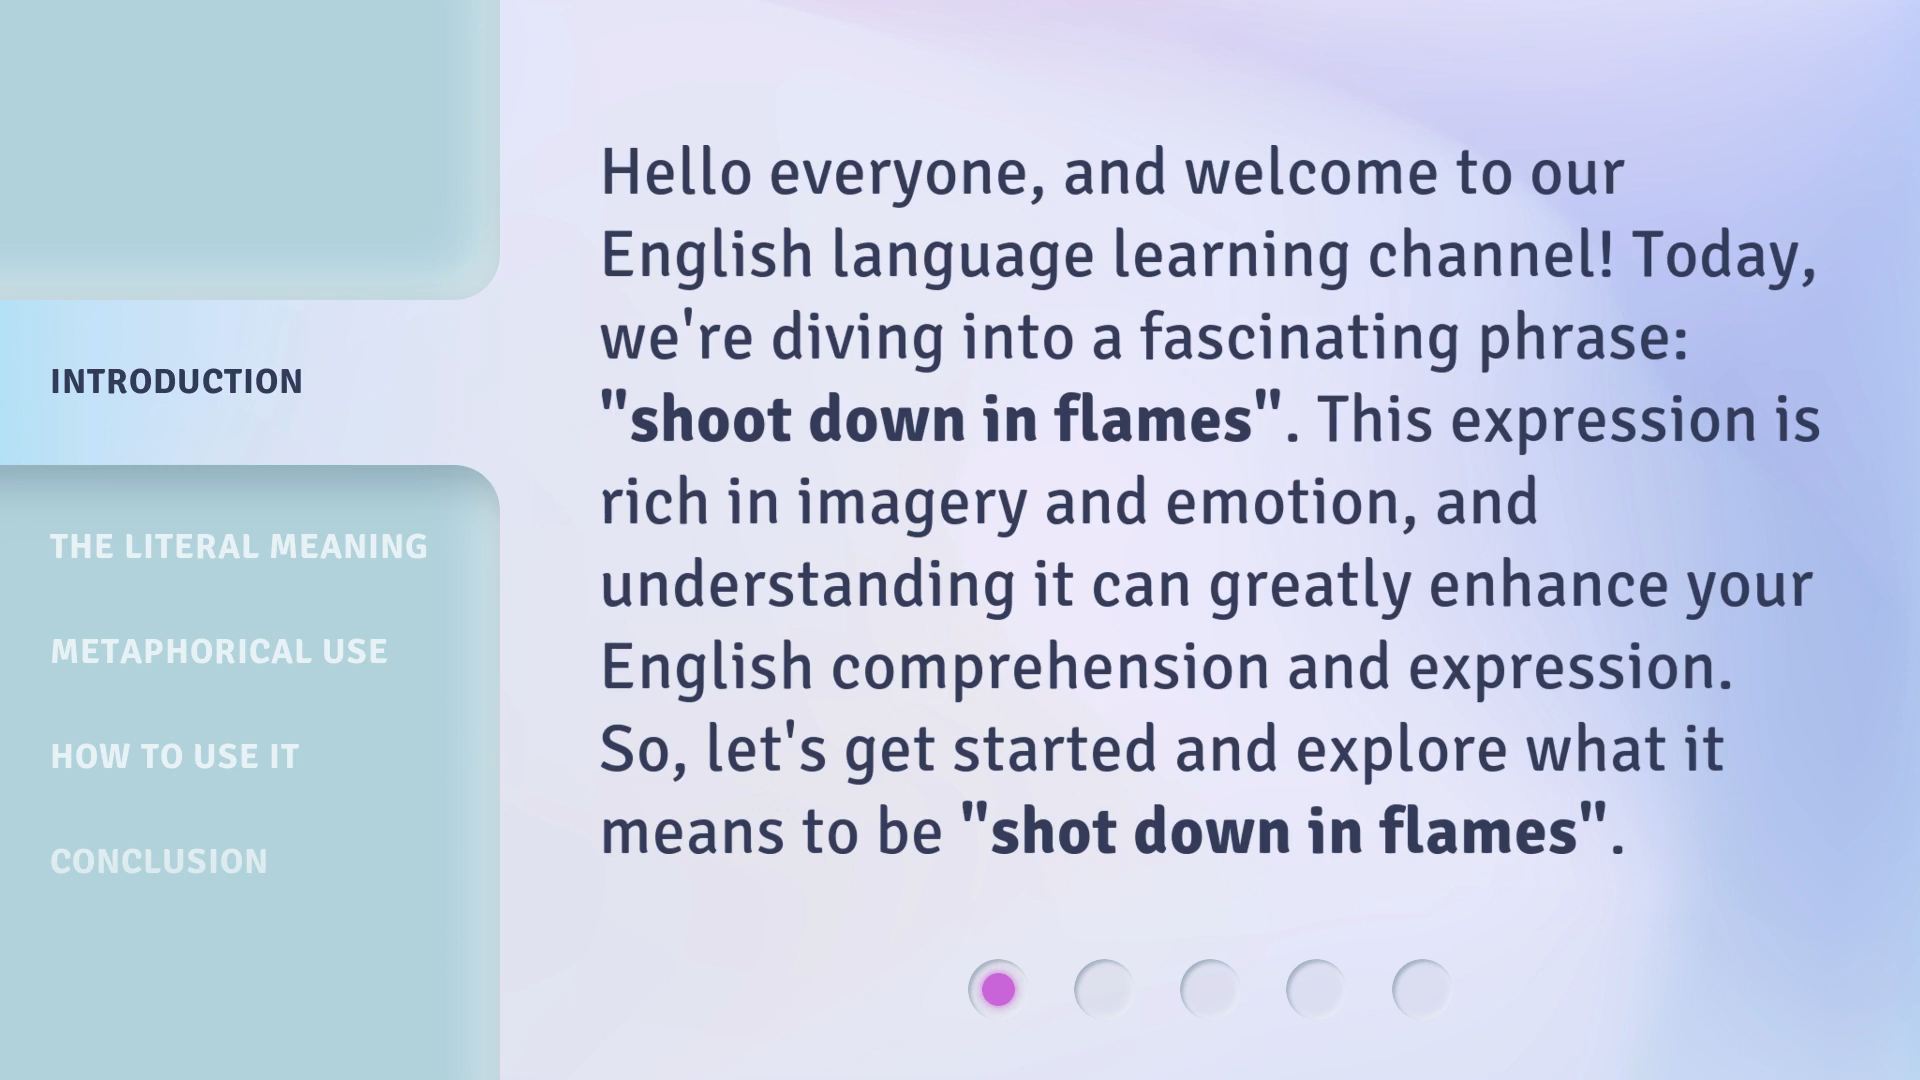 INTRODUCTION
THE LITERAL MEANING
METAPHORICAL USE
HOW TO USE IT
CONCLUSION
Hello everyone, and welcome to our
English language learning channel! Today,
we're diving into a fascinating phrase:
"shoot down in flames". This expression is
rich in imagery and emotion, and
understanding it can greatly enhance your
English comprehension and expression.
So, let's get started and explore what it
means to be "shot down in flames".